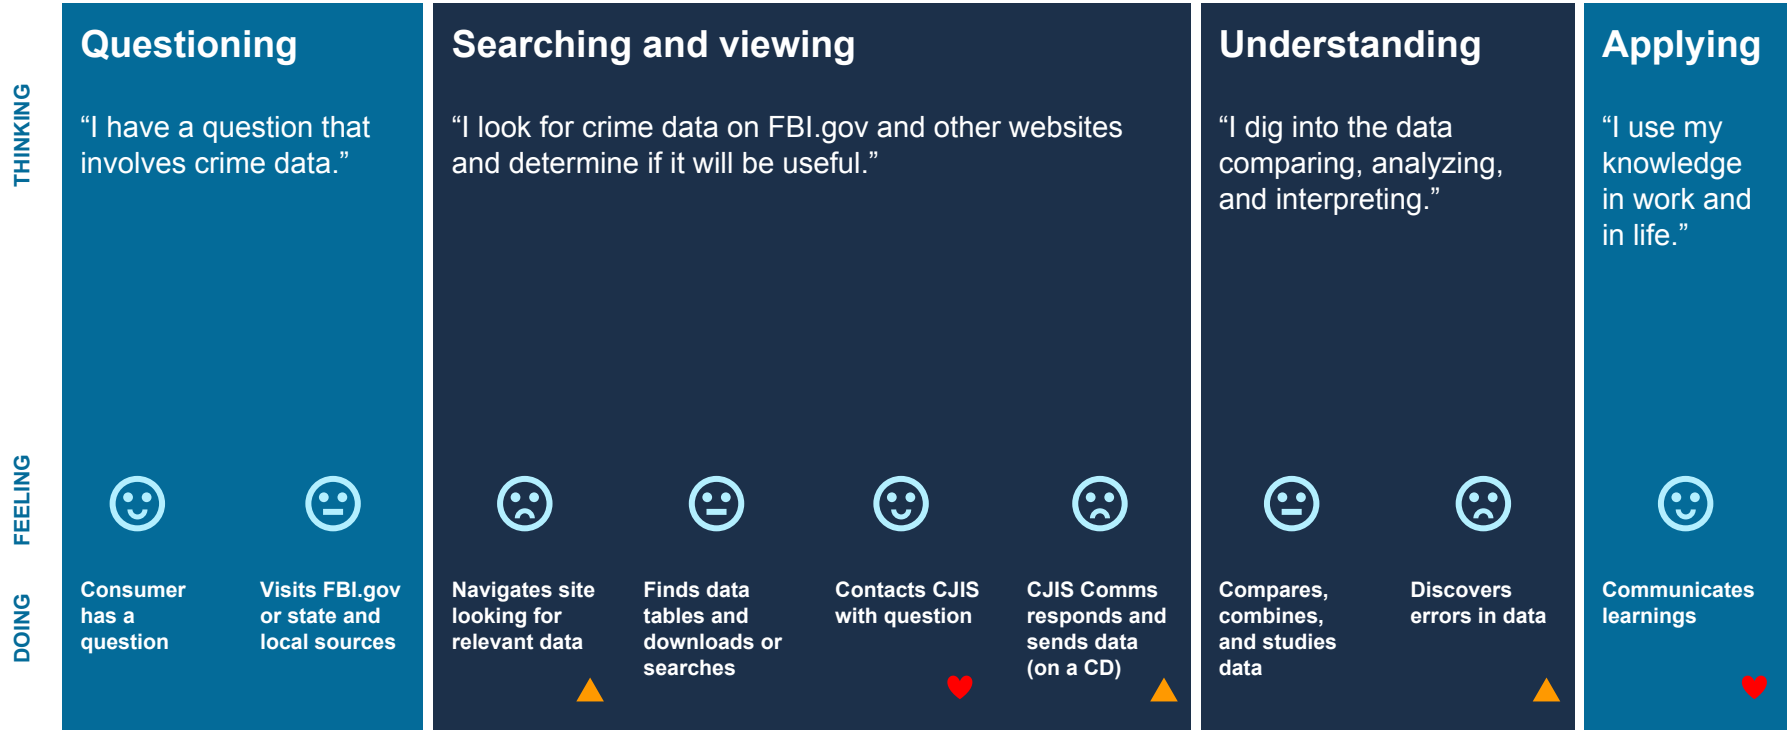 THINKING
FEELING
DOING
Questioning
“I have a question that
involves crime data.”
Consumer
has a
question
Visits FBI.gov
or state and
local sources
Searching and viewing
“I look for crime data on FBI.gov and other websites
and determine if it will be useful.”
Navigates site
looking for
relevant data
Finds data
tables and
downloads or
searches
Contacts CJIS
with question
CJIS Comms
responds and
sends data
(on a CD)
Understanding
“I dig into the data
comparing, analyzing,
and interpreting.”
Compares,
combines,
and studies
data
Discovers
errors in data
Applying
“I use my
knowledge
in work and
in life.”
Communicates
learnings